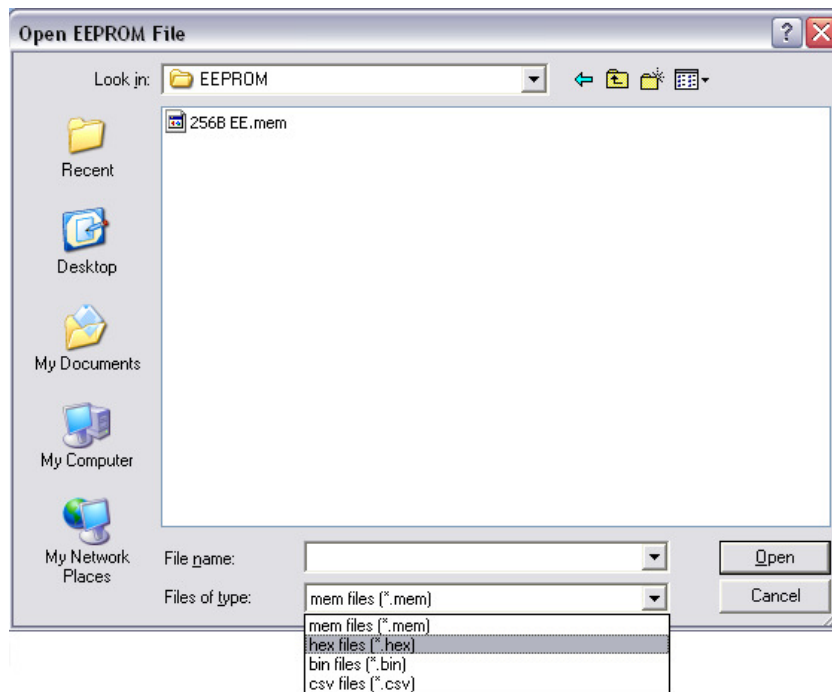 Open EEPROM File
Look in: EEPROM
256B EE.mem
Recent
Desktop
My Documents
My Computer
My Network
Places
File name:
Open
Files of type: mem files (*.mem)
Cancel
mem files (*.mem)
hex files (*.hex)
bin files (*.bin)
csv files (*.csv)